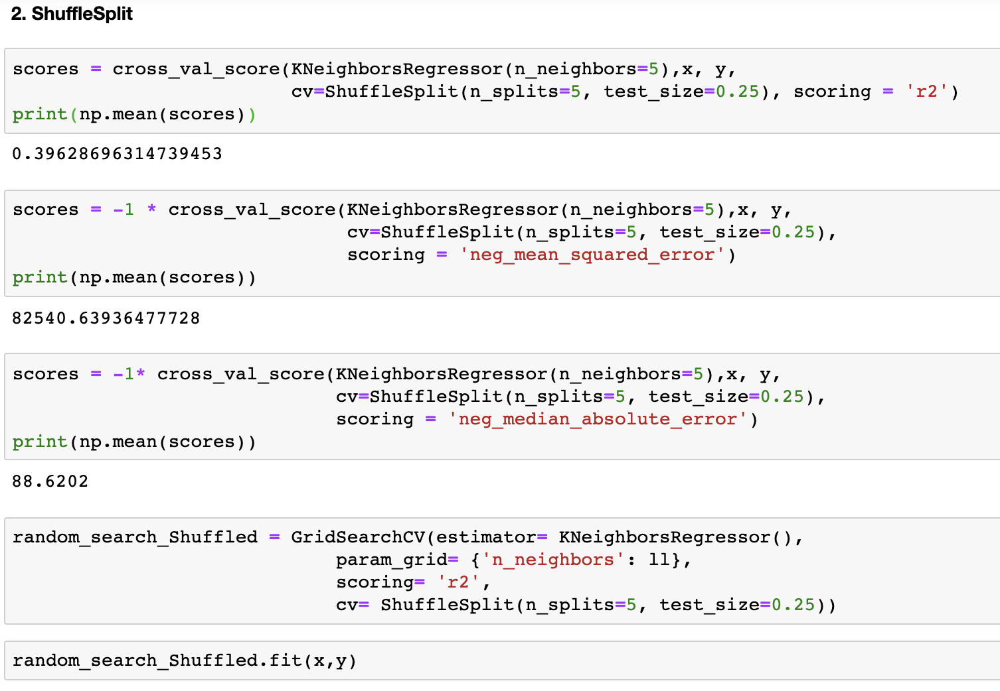 2. ShuffleSplit
scores = cross_val_score(KNeighborsRegressor(n_neighbors=5),x, y,
cv=ShuffleSplit(n_splits=5, test_size=0.25), scoring = 'r2')
print(np.mean(scores))
0.39628696314739453
scores = -1 * cross_val_score(KNeighborsRegressor(n_neighbors=5),x, y,
cv=ShuffleSplit(n_splits=5, test_size=0.25),
scoring = 'neg_mean_squared_error')
print(np.mean(scores))
82540.63936477728
scores = -1* cross_val_score(KNeighborsRegressor(n_neighbors=5),x, y,
cv=ShuffleSplit(n_splits=5, test_size=0.25),
scoring = 'neg_median_absolute_error')
print(np.mean(scores))
88.6202
random_search_Shuffled = GridSearchCV(estimator= KNeighborsRegressor(),
param_grid= {'n_neighbors': ll},
scoring= 'r2',
cv= ShuffleSplit(n_splits=5, test_size=0.25))
random_search_Shuffled.fit(x,y)